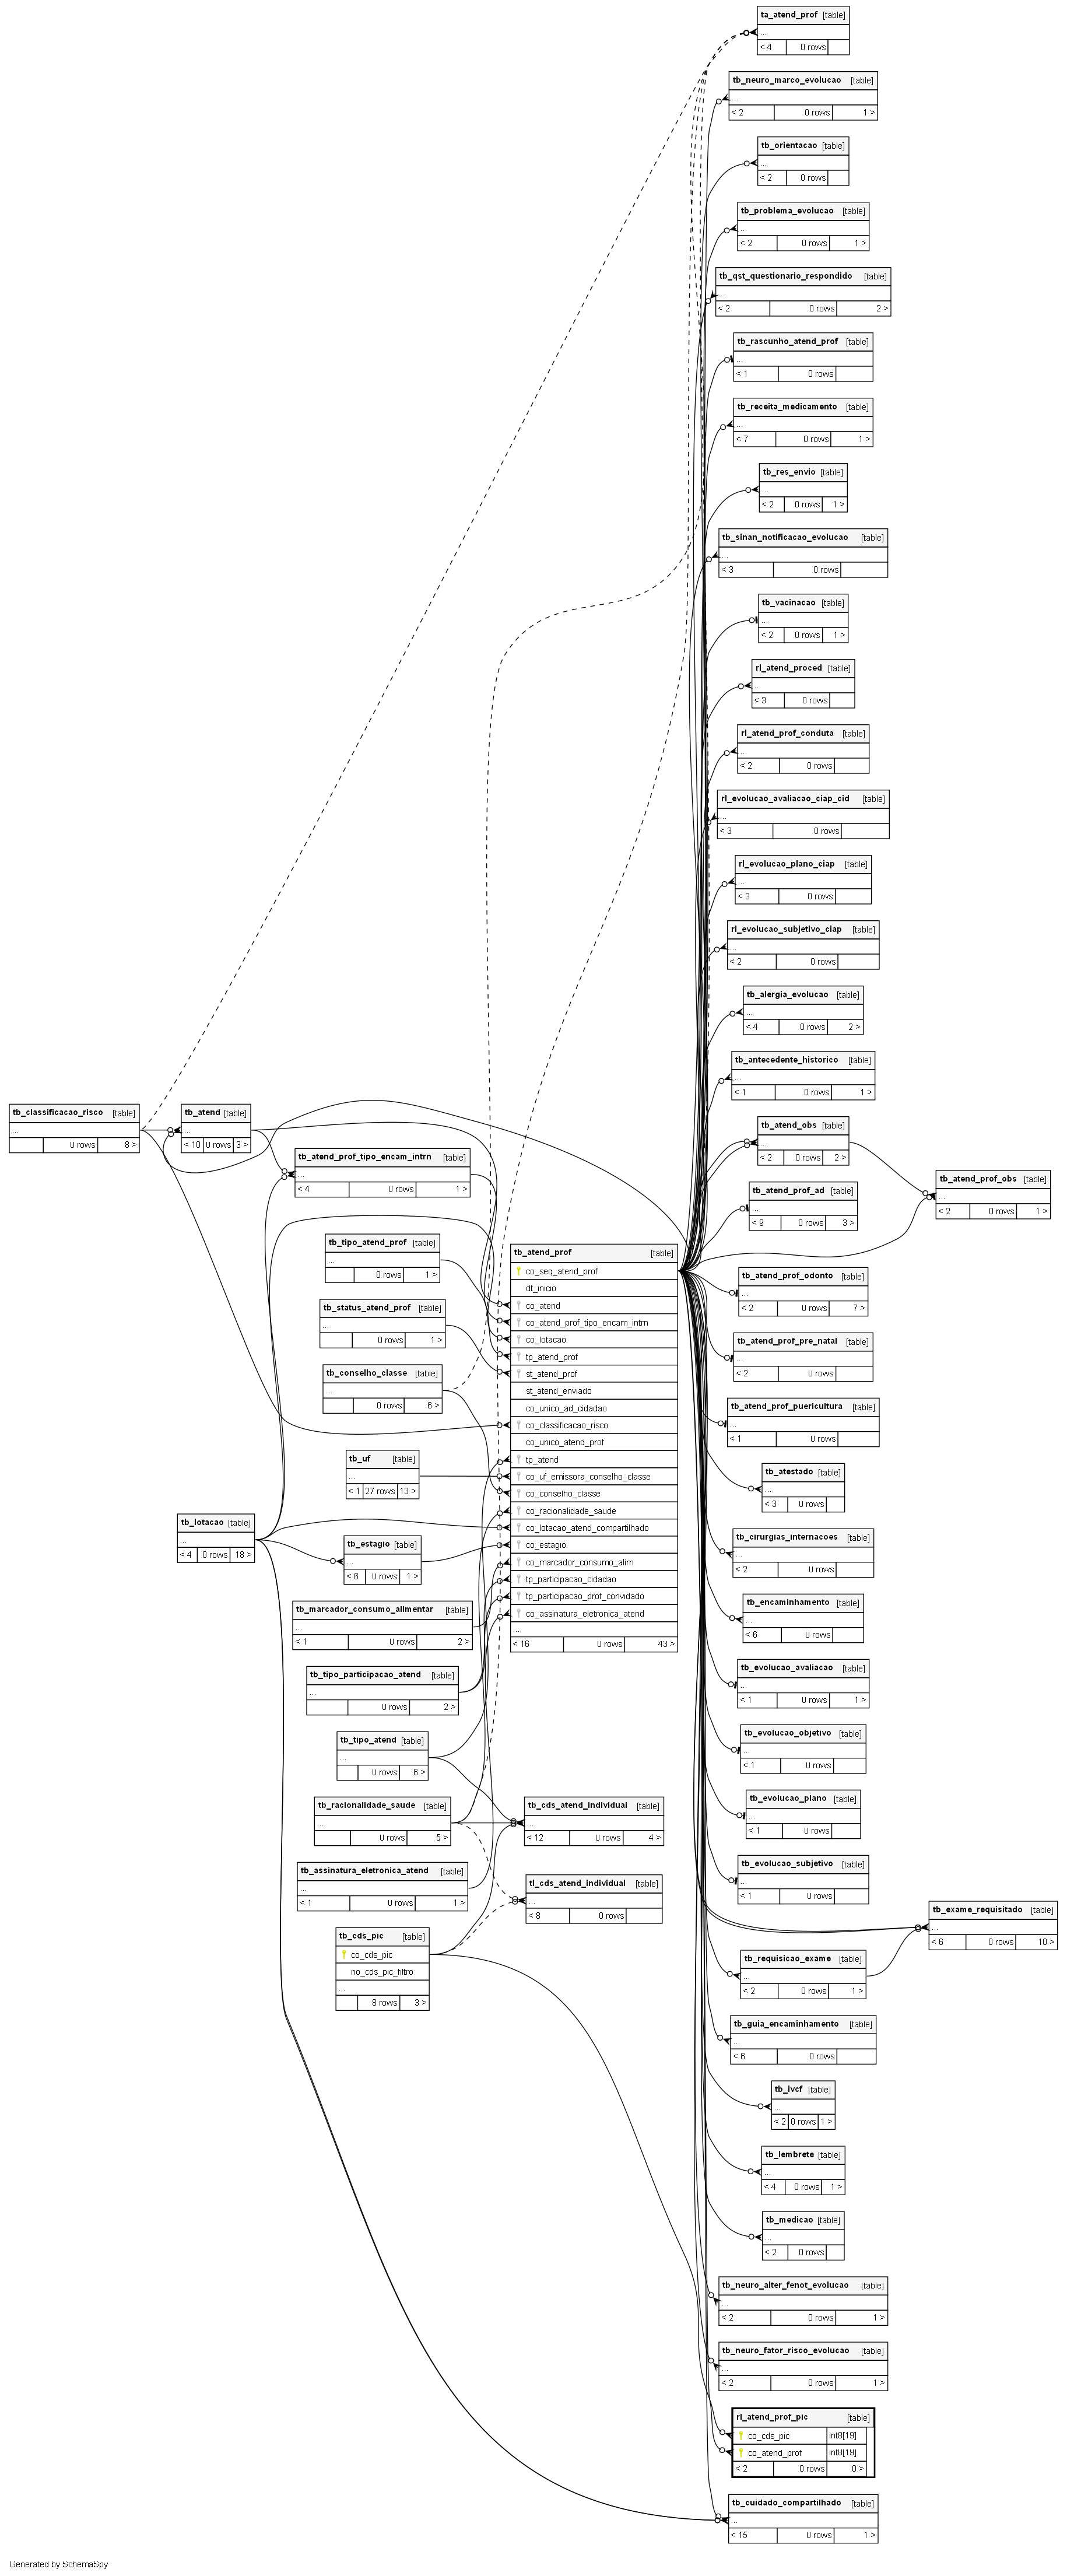 ta_atend_prof [table]
...
< 4 0 rows
tb_neuro_marco_evolucao [table]
...
< 2 0 rows 1 >
tb_orientacao [table]
...
< 2 0 rows
tb_problema_evolucao [table]
...
< 2 0 rows 1 >
tb_qst_questionario_respondido [table]
...
< 2 0 rows 2 >
tb_rascunho_atend_prof [table]
...
< 1 0 rows
tb_receita_medicamento [table]
...
< 7 0 rows 1 >
tb_res_envio [table]
...
< 2 0 rows 1 >
tb_sinan_notificacao_evolucao [table]
...
< 3 0 rows
tb_vacinacao [table]
...
< 2 0 rows 1 >
rl_atend_proced [table]
...
< 3 0 rows
rl_atend_prof_conduta [table]
...
< 2 0 rows
rl_evolucao_avaliacao_ciap_cid [table]
...
< 3 0 rows
rl_evolucao_plano_ciap [table]
...
< 3 0 rows
rl_evolucao_subjetivo_ciap [table]
...
< 2 0 rows
tb_alergia_evolucao [table]
...
< 4 0 rows 2 >
tb_antecedente_historico [table]
...
< 1 0 rows 1 >
tb_classificacao_risco [table]
...
0 rows 8 >
tb_atend [table]
...
< 10 0 rows 3 >
tb_atend_obs [table]
...
< 2 0 rows 2 >
tb_atend_prof_tipo_encam_intrn [table]
...
< 4 0 rows 1 >
tb_atend_prof_obs [table]
...
< 2 0 rows 1 >
tb_atend_prof_ad [table]
...
< 9 0 rows 3 >
tb_tipo_atend_prof [table]
...
0 rows 1 >
tb_status_atend_prof [table]
...
0 rows 1 >
tb_conselho_classe [table]
...
0 rows 6 >
tb_uf [table]
...
< 1 27 rows 13 >
tb_lotacao [table]
...
< 4 0 rows 18 >
tb_estagio [table]
...
< 6 0 rows 1 >
tb_marcador_consumo_alimentar [table]
...
< 1 0 rows 2 >
tb_tipo_participacao_atend [table]
...
0 rows 2 >
tb_tipo_atend [table]
...
0 rows 6 >
tb_racionalidade_saude [table]
...
0 rows 5 >
tb_assinatura_eletronica_atend [table]
...
< 1 0 rows 1 >
tb_cds_pic [table]
co_cds_pic
no_cds_pic_filtro
...
8 rows 3 >
tb_atend_prof [table]
co_seq_atend_prof
dt_inicio
co_atend
co_atend_prof_tipo_encam_intrn
co_lotacao
tp_atend_prof
st_atend_prof
st_atend_enviado
co_unico_ad_cidadao
co_classificacao_risco
co_unico_atend_prof
tp_atend
co_uf_emissora_conselho_classe
co_conselho_classe
co_racionalidade_saude
co_lotacao_atend_compartilhado
co_estagio
co_marcador_consumo_alim
tp_participacao_cidadao
tp_participacao_prof_convidado
co_assinatura_eletronica_atend
...
< 16 0 rows 43 >
tb_cds_atend_individual [table]
...
< 12 0 rows 4 >
tl_cds_atend_individual [table]
...
< 8 0 rows
tb_atend_prof_odonto [table]
...
< 2 0 rows 7 >
tb_atend_prof_pre_natal [table]
...
< 2 0 rows
tb_atend_prof_puericultura [table]
...
< 1 0 rows
tb_atestado [table]
...
< 3 0 rows
tb_cirurgias_internacoes [table]
...
< 2 0 rows
tb_encaminhamento [table]
...
< 6 0 rows
tb_evolucao_avaliacao [table]
...
< 1 0 rows 1 >
tb_evolucao_objetivo [table]
...
< 1 0 rows
tb_evolucao_plano [table]
...
< 1 0 rows
tb_evolucao_subjetivo [table]
...
< 1 0 rows
tb_exame_requisitado [table]
...
< 6 0 rows 10 >
tb_requisicao_exame [table]
...
< 2 0 rows 1 >
tb_guia_encaminhamento [table]
...
< 6 0 rows
tb_ivcf [table]
...
< 2 0 rows 1 >
tb_lembrete [table]
...
< 4 0 rows 1 >
tb_medicao [table]
...
< 2 0 rows
tb_neuro_alter_fenot_evolucao [table]
...
< 2 0 rows 1 >
tb_neuro_fator_risco_evolucao [table]
...
< 2 0 rows 1 >
rl_atend_prof_pic [table]
co_cds_pic int8[19]
co_atend_prof int8[19]
< 2 0 rows 0 >
tb_cuidado_compartilhado [table]
...
< 15 0 rows 1 >
Generated by SchemaSpy